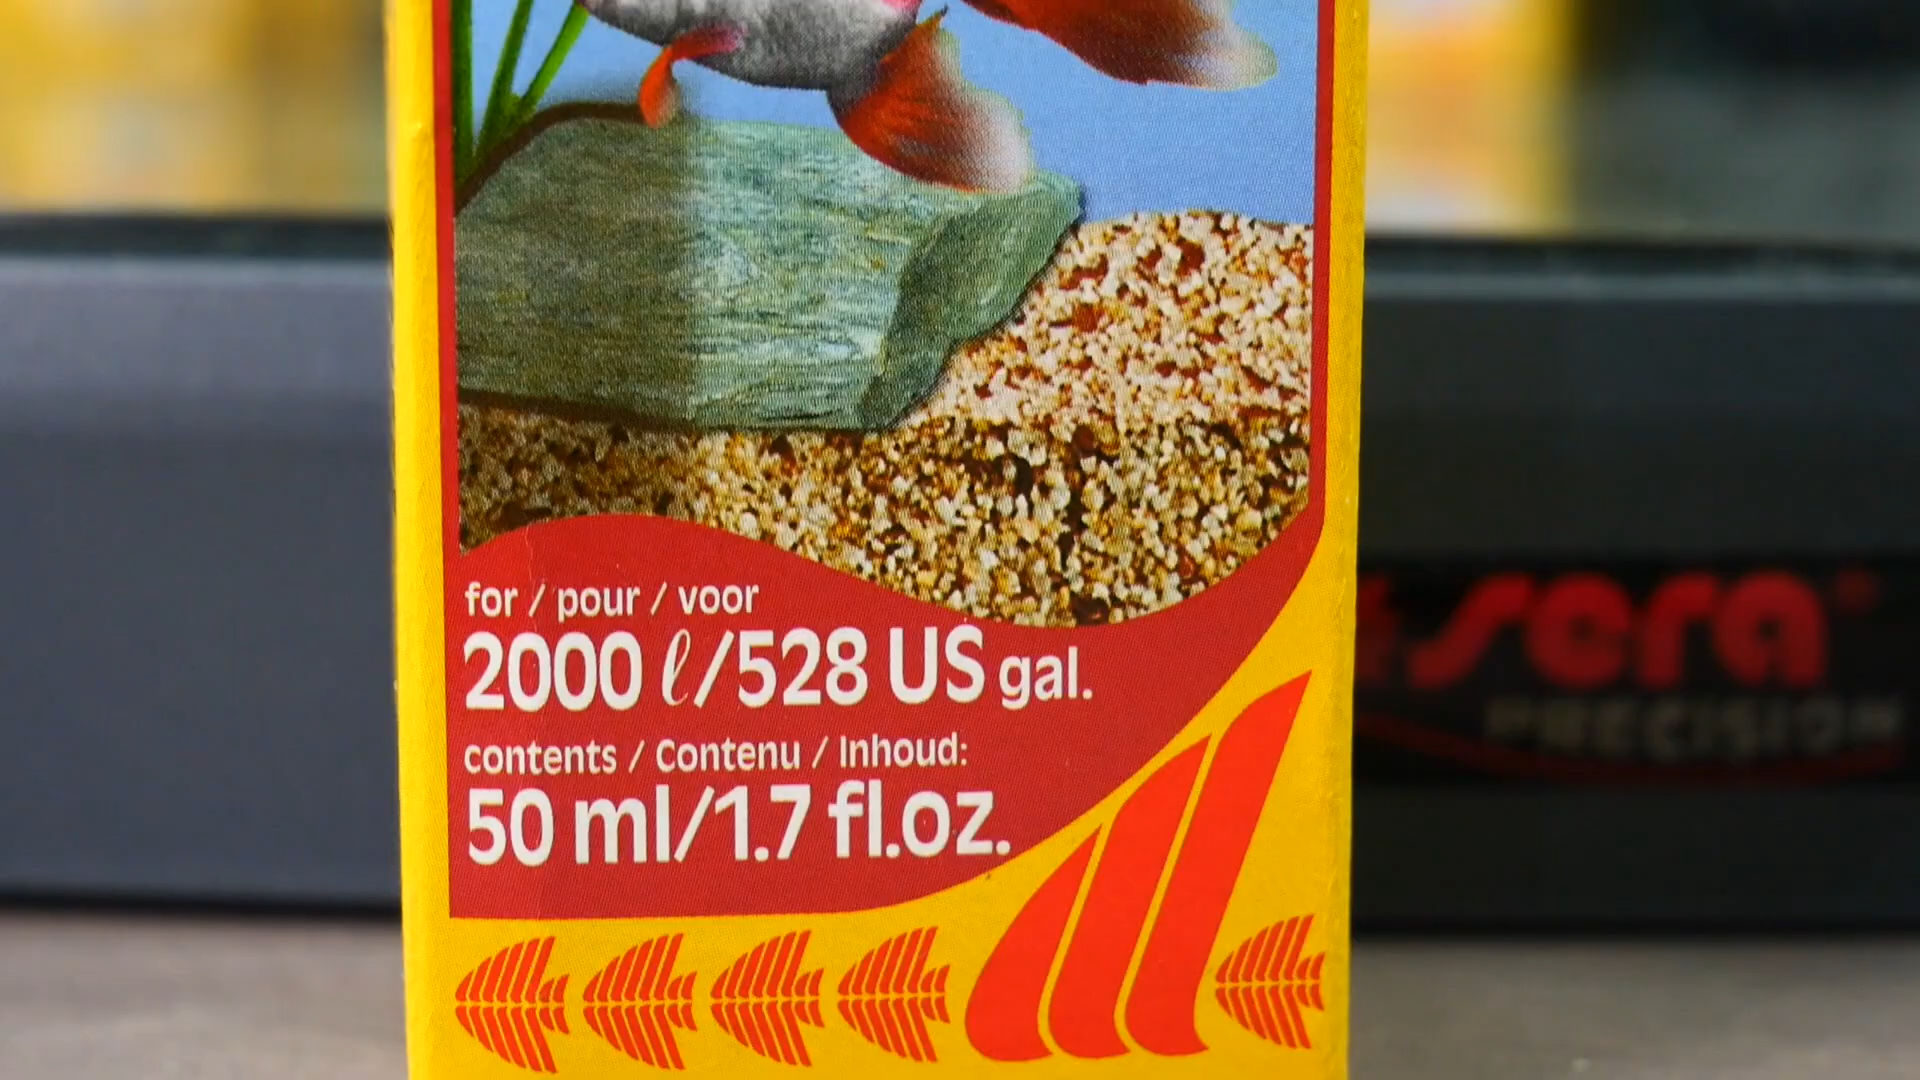 for / pour / voor
2000 ℓ/528 US gal.
contents / Contenu / Inhoud:
50 ml/1.7 fl.oz.
sera
PRECISION